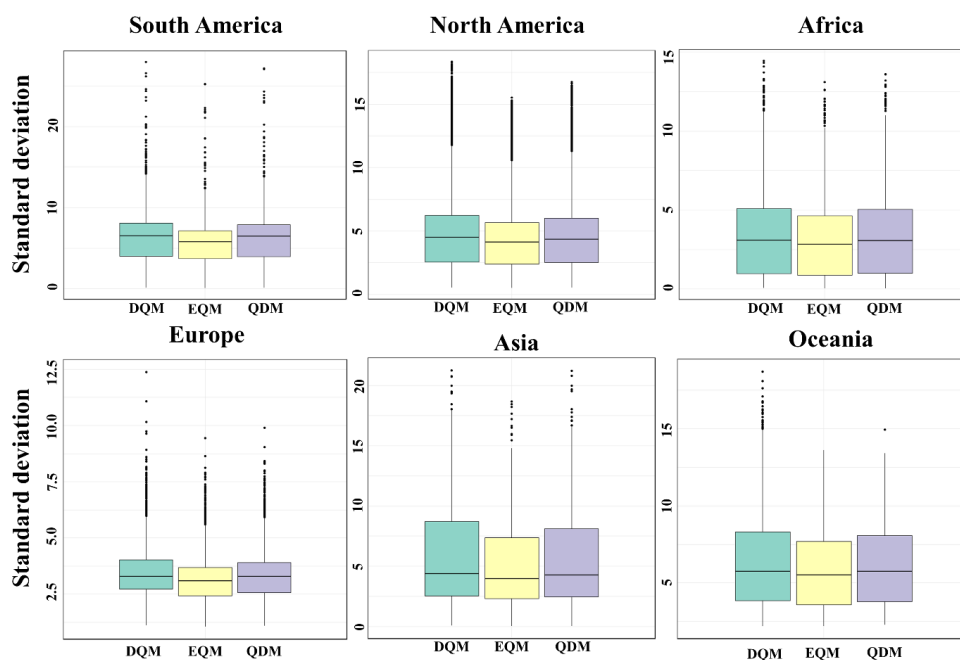 South America
North America
Africa
Standard deviation
20
10
0
15
10
5
0
15
10
5
0
DQM EQM QDM
DQM EQM QDM
DQM EQM QDM
Europe
Asia
Oceania
Standard deviation
12.5
10.0
7.5
5.0
2.5
20
15
10
5
0
15
10
5
DQM EQM QDM
DQM EQM QDM
DQM EQM QDM